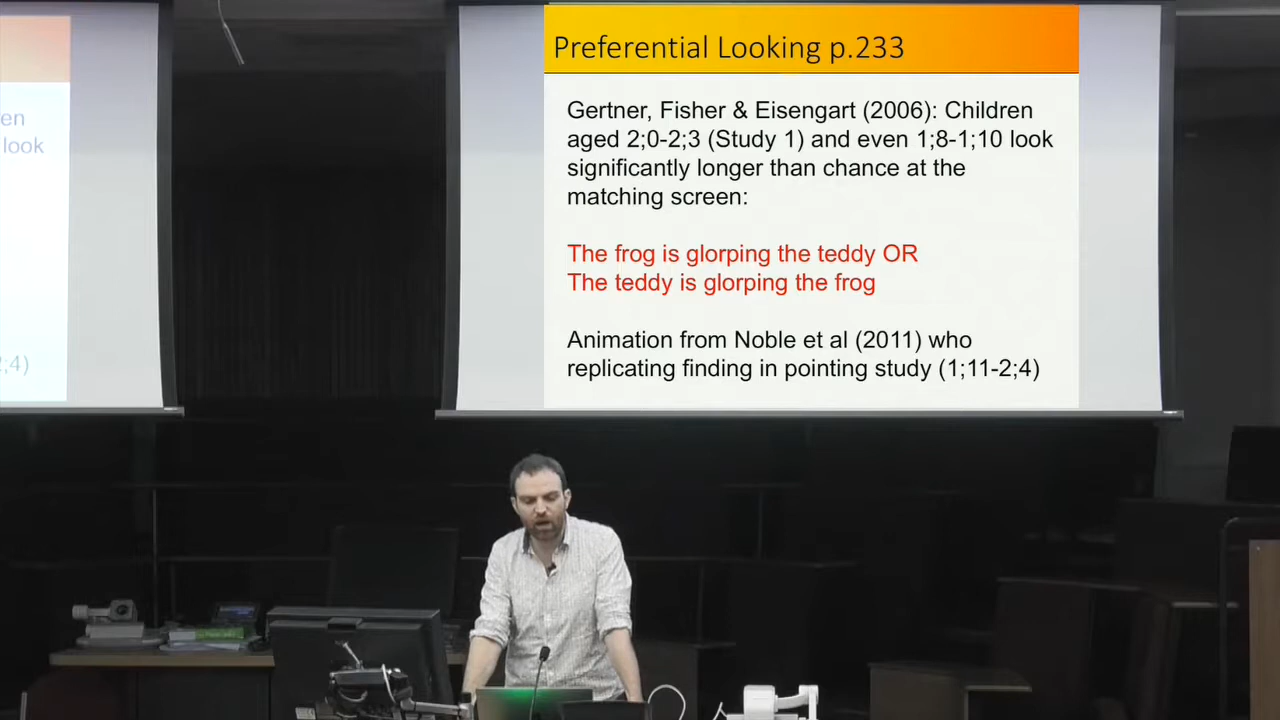 en
look
;4)
Preferential Looking p.233
Gertner, Fisher & Eisengart (2006): Children
aged 2;0-2;3 (Study 1) and even 1;8-1;10 look
significantly longer than chance at the
matching screen:
The frog is glorping the teddy OR
The teddy is glorping the frog
Animation from Noble et al (2011) who
replicating finding in pointing study (1;11-2;4)